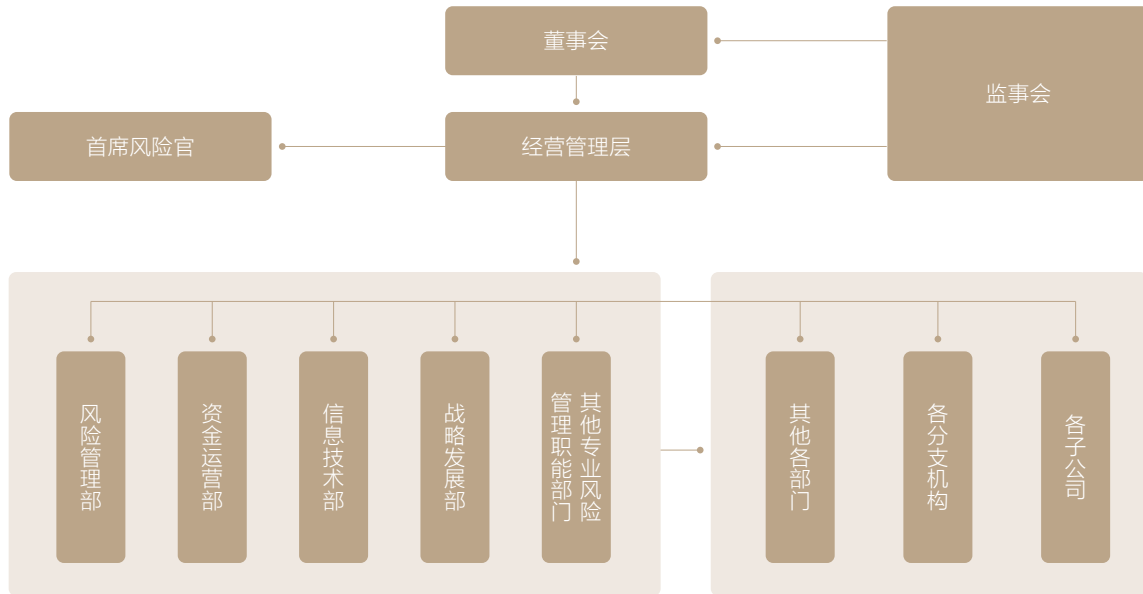 董事会
监事会
首席风险官
经营管理层
风险管理部
资金运营部
信息技术部
战略发展部
其他专业风险
管理职能部门
其他各部门
各分支机构
各子公司